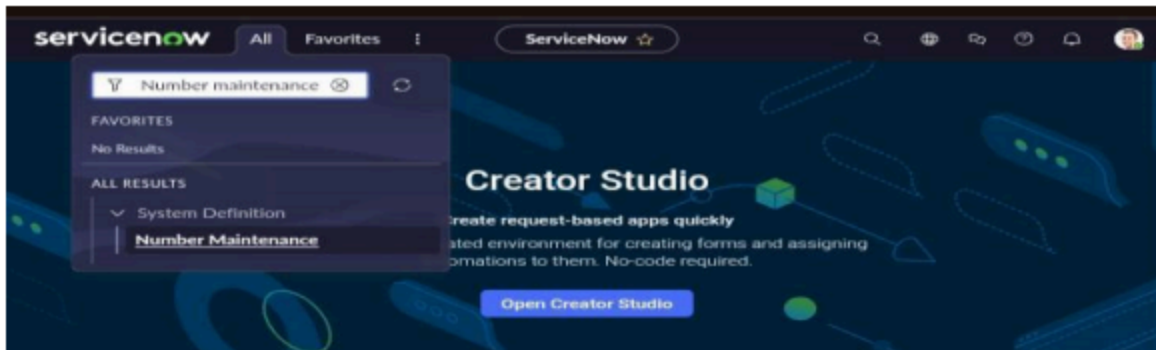 servicenow All Favorites ServiceNow
Number maintenance
FAVORITES
No Results
ALL RESULTS
System Definition
Number Maintenance
Creator Studio
Create request-based apps quickly
ated environment for creating forms and assigning
omations to them. No-code required.
Open Creator Studio